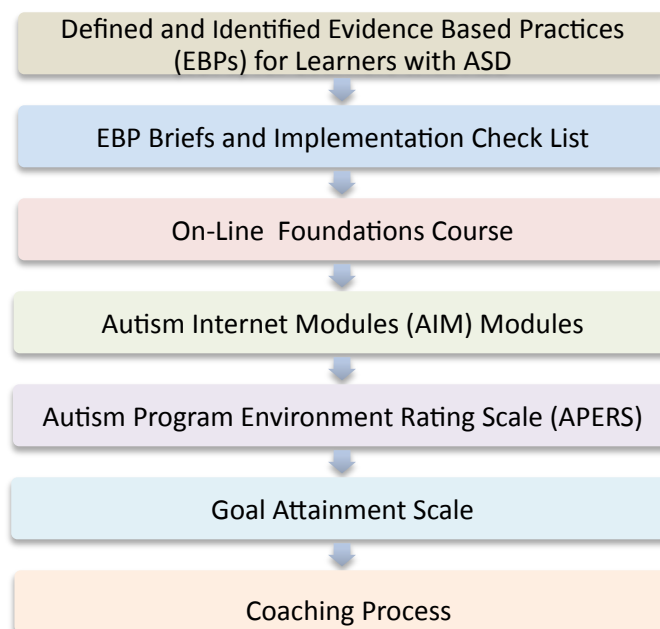 Defined and Identified Evidence Based Practices
(EBPs) for Learners with ASD
EBP Briefs and Implementation Check List
On-Line  Foundations Course
Autism Internet Modules (AIM) Modules
Autism Program Environment Rating Scale (APERS)
Goal Attainment Scale
Coaching Process